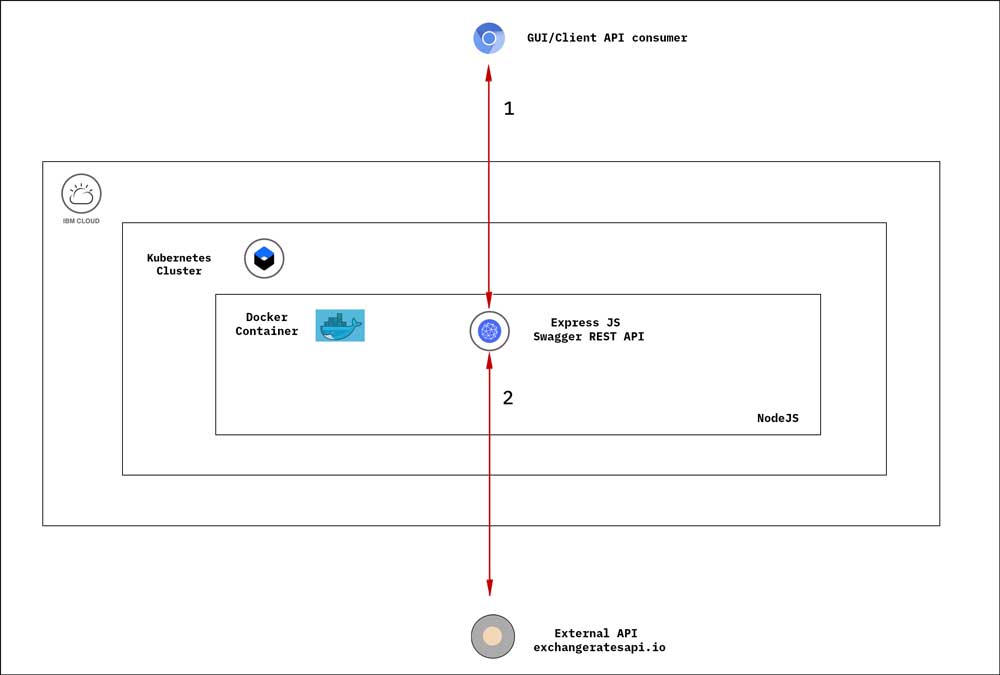 GUI/Client API consumer
1
IBM CLOUD
Kubernetes
Cluster
Docker
Container
Express JS
Swagger REST API
2
NodeJS
External API
exchangeratesapi.io